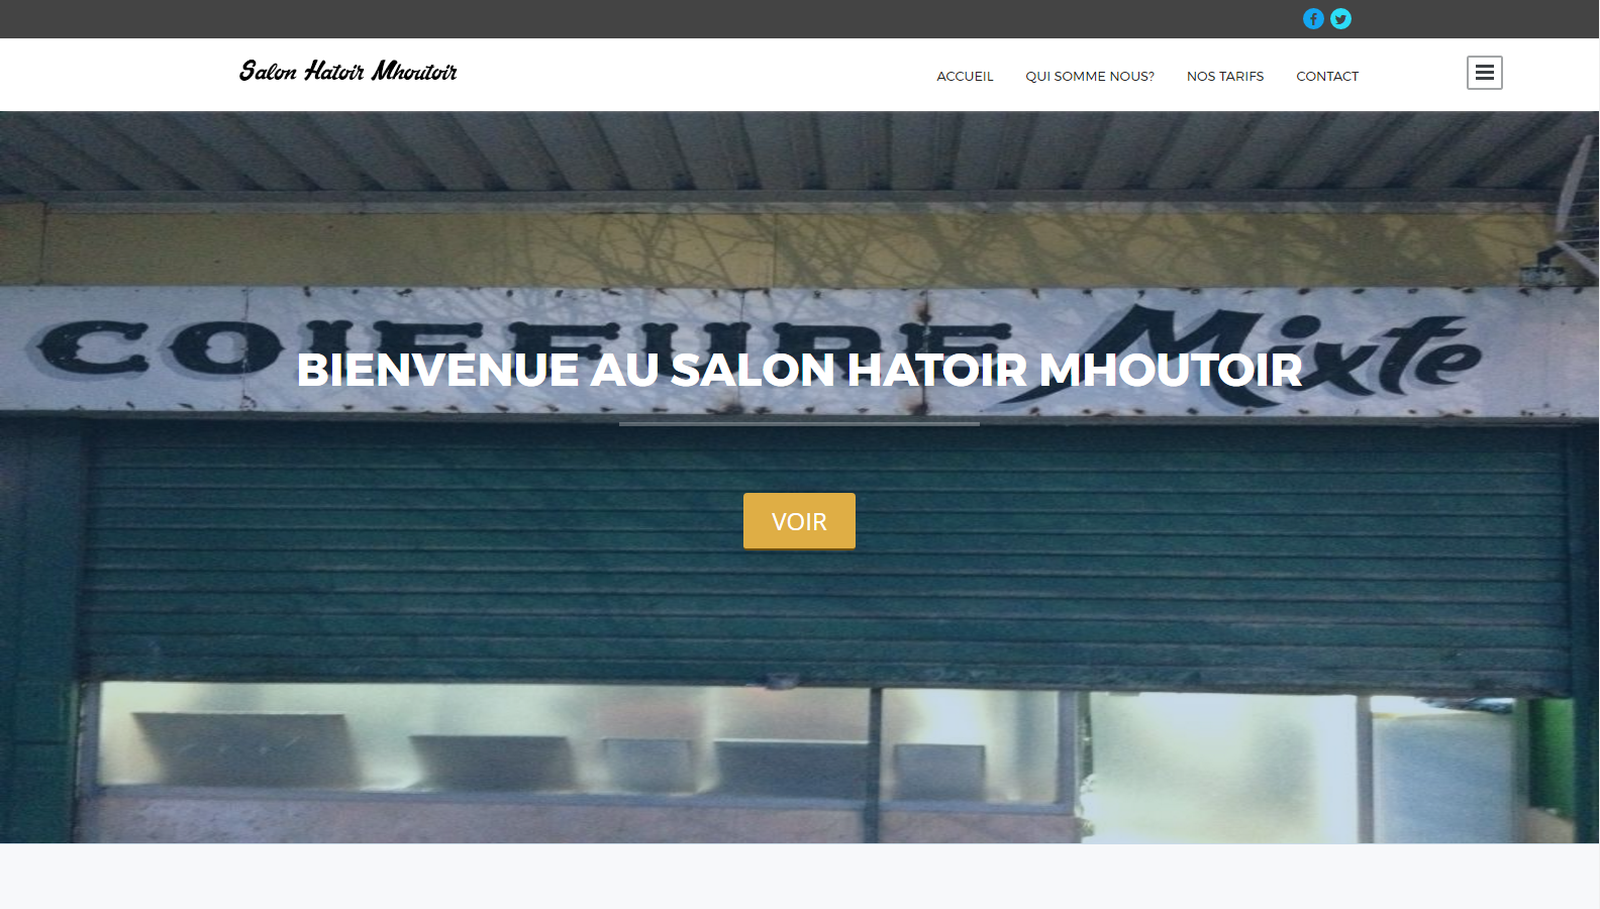 Salon Hatoir Mhoutoir
ACCUEIL QUI SOMME NOUS? NOS TARIFS CONTACT
COIFFURE Mixte
BIENVENUE AU SALON HATOIR MHOUTOIR
VOIR